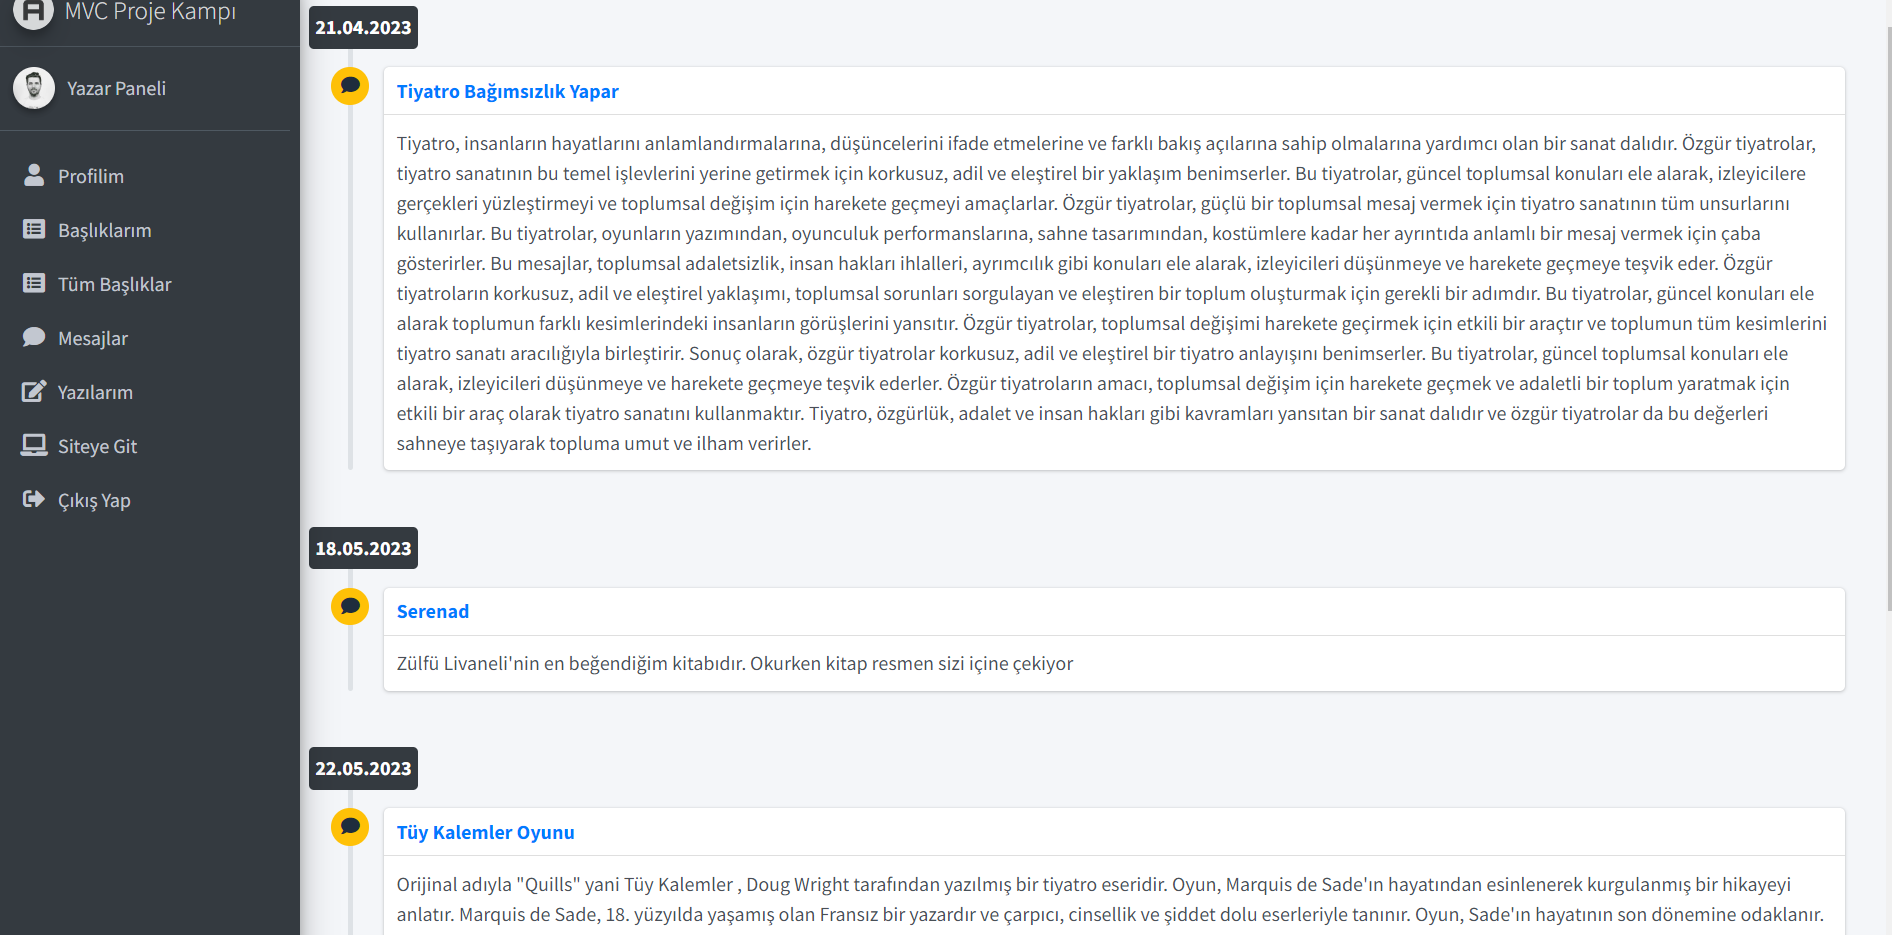 MVC Proje Kampı
Yazar Paneli
Profilim
Başlıklarım
Tüm Başlıklar
Mesajlar
Yazılarım
Siteye Git
Çıkış Yap
21.04.2023
Tiyatro Bağımsızlık Yapar
Tiyatro, insanların hayatlarını anlamlandırmalarına, düşüncelerini ifade etmelerine ve farklı bakış açılarına sahip olmalarına yardımcı olan bir sanat dalıdır. Özgür tiyatrolar,
tiyatro sanatının bu temel işlevlerini yerine getirmek için korkusuz, adil ve eleştirel bir yaklaşım benimserler. Bu tiyatrolar, güncel toplumsal konuları ele alarak, izleyicilere
gerçekleri yüzleştirmeyi ve toplumsal değişim için harekete geçmeyi amaçlarlar. Özgür tiyatrolar, güçlü bir toplumsal mesaj vermek için tiyatro sanatının tüm unsurlarını
kullanırlar. Bu tiyatrolar, oyunların yazımından, oyunculuk performanslarına, sahne tasarımından, kostümlere kadar her ayrıntıda anlamlı bir mesaj vermek için çaba
gösterirler. Bu mesajlar, toplumsal adaletsizlik, insan hakları ihlalleri, ayrımcılık gibi konuları ele alarak, izleyicileri düşünmeye ve harekete geçmeye teşvik eder. Özgür
tiyatroların korkusuz, adil ve eleştirel yaklaşımı, toplumsal sorunları sorgulayan ve eleştiren bir toplum oluşturmak için gerekli bir adımdır. Bu tiyatrolar, güncel konuları ele
alarak toplumun farklı kesimlerindeki insanların görüşlerini yansıtır. Özgür tiyatrolar, toplumsal değişimi harekete geçirmek için etkili bir araçtır ve toplumun tüm kesimlerini
tiyatro sanatı aracılığıyla birleştirir. Sonuç olarak, özgür tiyatrolar korkusuz, adil ve eleştirel bir tiyatro anlayışını benimserler. Bu tiyatrolar, güncel toplumsal konuları ele
alarak, izleyicileri düşünmeye ve harekete geçmeye teşvik ederler. Özgür tiyatroların amacı, toplumsal değişim için harekete geçmek ve adaletli bir toplum yaratmak için
etkili bir araç olarak tiyatro sanatını kullanmaktır. Tiyatro, özgürlük, adalet ve insan hakları gibi kavramları yansıtan bir sanat dalıdır ve özgür tiyatrolar da bu değerleri
sahneye taşıyarak topluma umut ve ilham verirler.
18.05.2023
Serenad
Zülfü Livaneli'nin en beğendiğim kitabıdır. Okurken kitap resmen sizi içine çekiyor
22.05.2023
Tüy Kalemler Oyunu
Orijinal adıyla "Quills" yani Tüy Kalemler , Doug Wright tarafından yazılmış bir tiyatro eseridir. Oyun, Marquis de Sade'ın hayatından esinlenerek kurgulanmış bir hikayeyi
anlatır. Marquis de Sade, 18. yüzyılda yaşamış olan Fransız bir yazardır ve çarpıcı, cinsellik ve şiddet dolu eserleriyle tanınır. Oyun, Sade'ın hayatının son dönemine odaklanır.